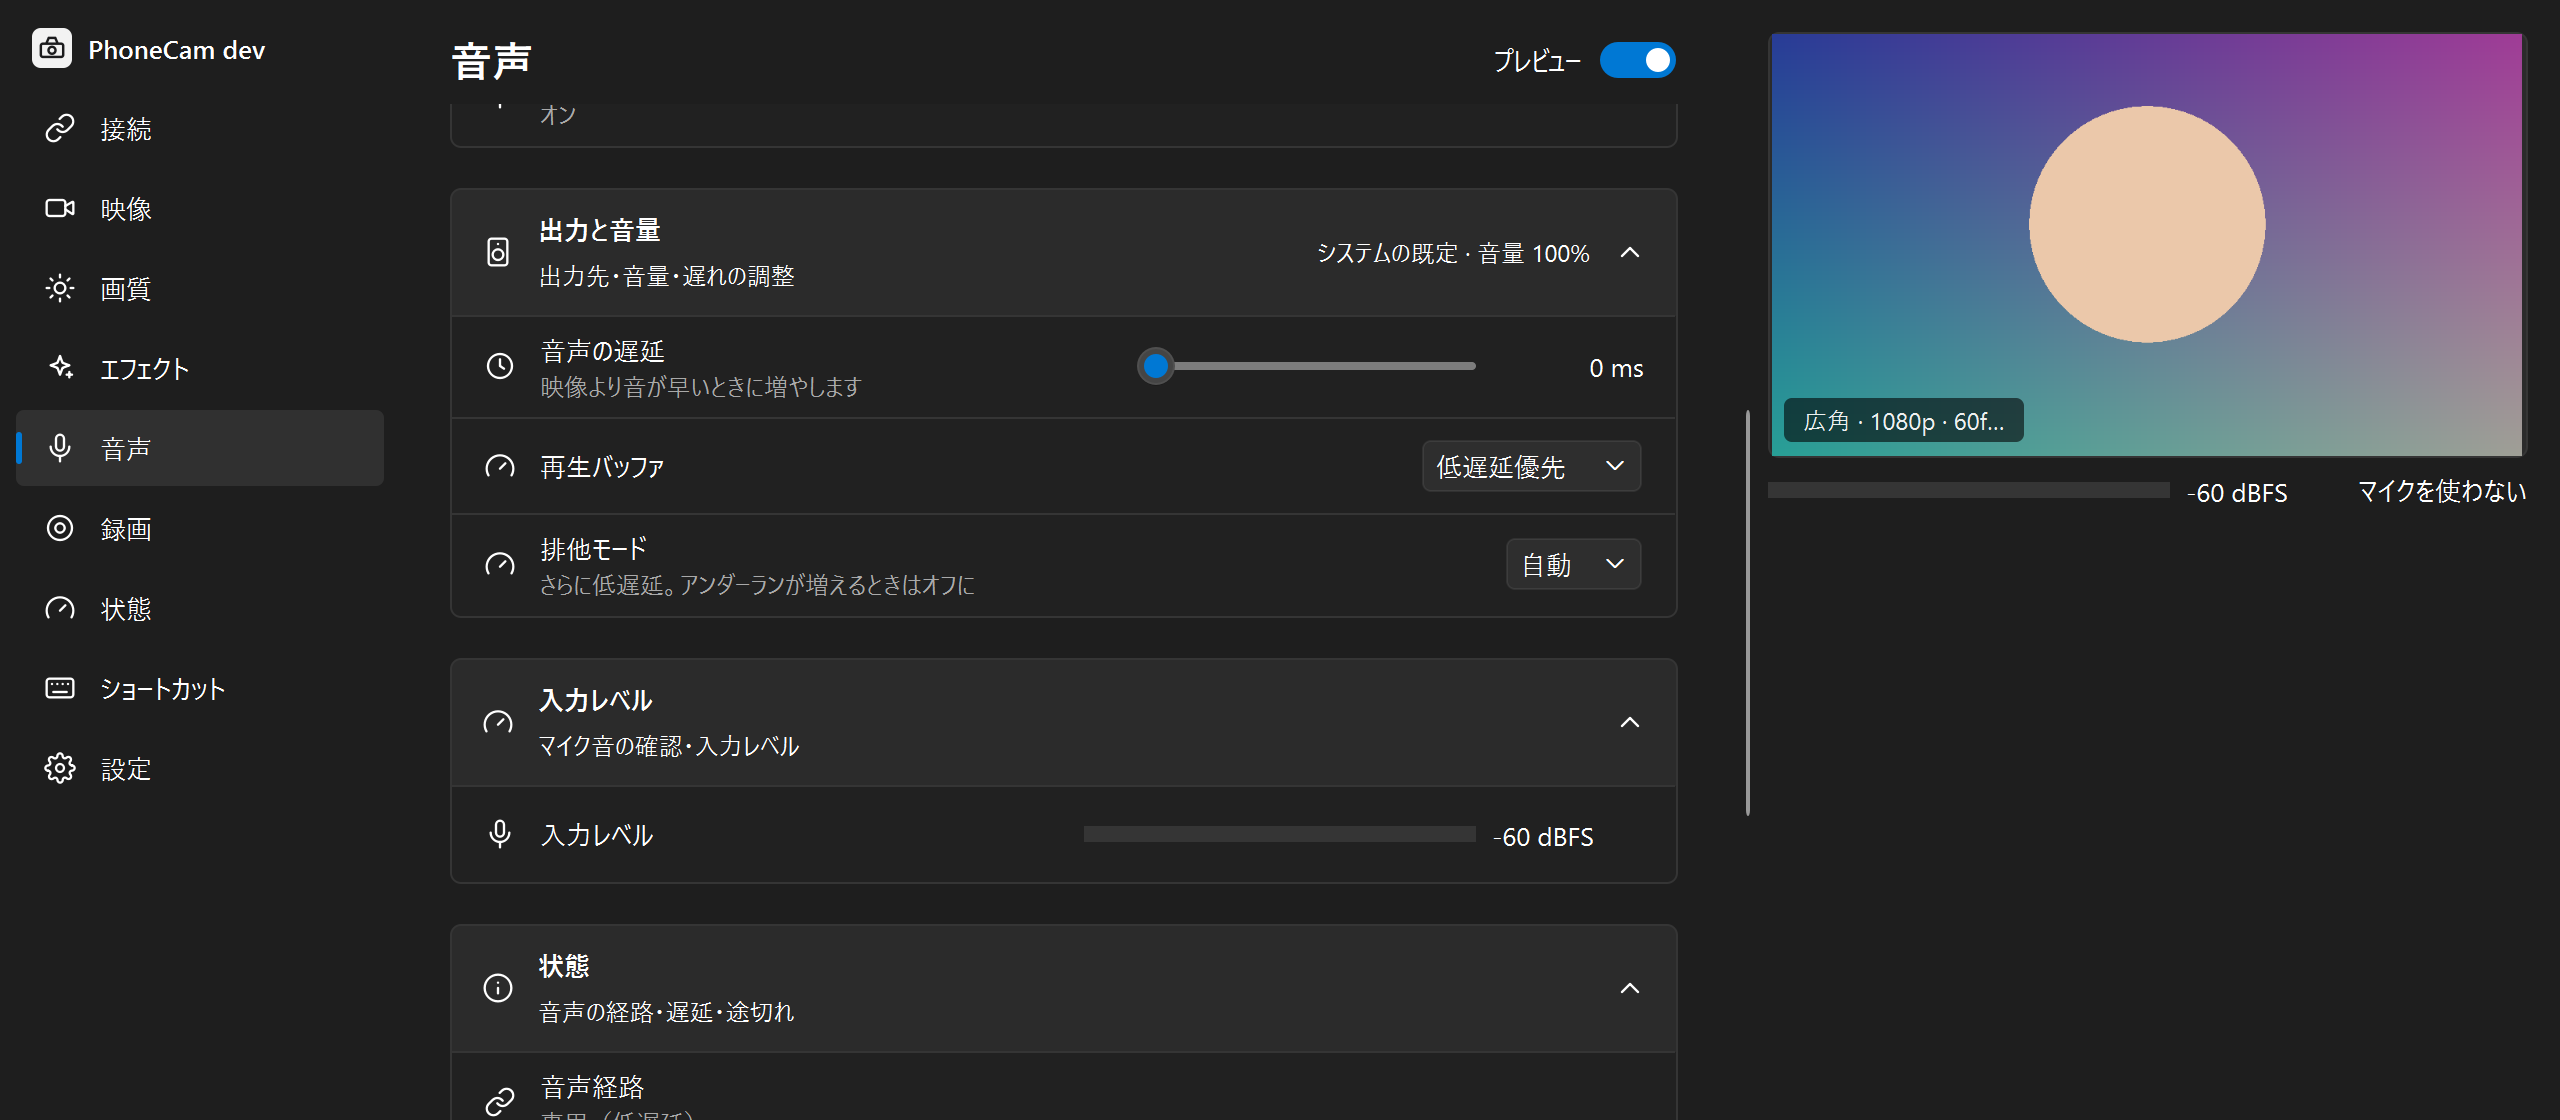 PhoneCam dev
接続
映像
画質
エフェクト
音声
録画
状態
ショートカット
設定
音声
プレビュー
オン
出力と音量
出力先・音量・遅れの調整
システムの既定 · 音量 100%
音声の遅延
映像より音が早いときに増やします
0 ms
再生バッファ
低遅延優先
排他モード
さらに低遅延。アンダーランが増えるときはオフに
自動
入力レベル
マイク音の確認・入力レベル
入力レベル
-60 dBFS
状態
音声の経路・遅延・途切れ
音声経路
広角 · 1080p · 60f...
-60 dBFS
マイクを使わない